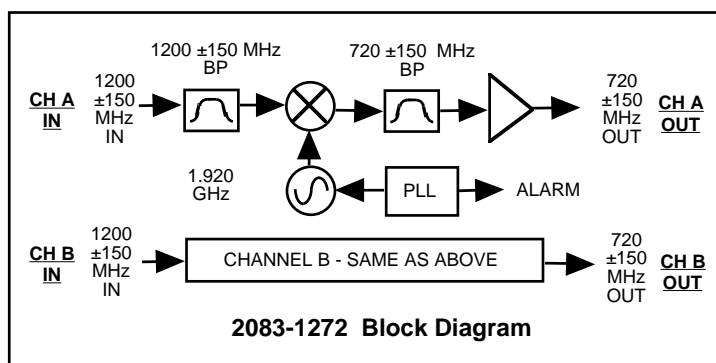 1200 ±150 MHz
BP
720 ±150 MHz
BP
CH A
IN
1200
±150
MHz
IN
720
±150
MHz
OUT
CH A
OUT
1.920
GHz
PLL
ALARM
CH B
IN
1200
±150
MHz
IN
CHANNEL B - SAME AS ABOVE
720
±150
MHz
OUT
CH B
OUT
2083-1272 Block Diagram